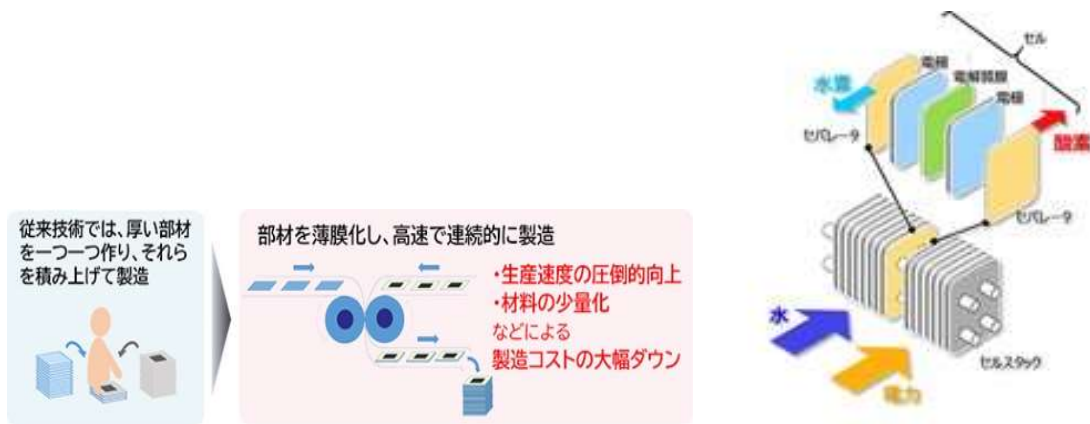 従来技術では、厚い部材
を一つ一つ作り、それら
を積み上げて製造
部材を薄膜化し、高速で連続的に製造
・生産速度の圧倒的向上
・材料の少量化
などによる
製造コストの大幅ダウン
セル
電極
電解質膜
電極
水素
酸素
セパレータ
セパレータ
水
電力
セルスタック